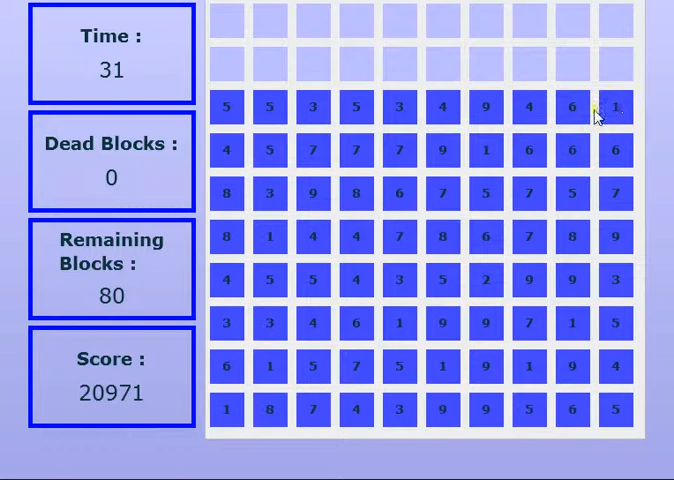 Time :
31
Dead Blocks :
0
Remaining
Blocks :
80
Score :
20971
5 5 3 5 3 4 9 4 6 1
4 5 7 7 7 9 1 6 6 6
8 3 9 8 6 7 5 7 5 7
8 1 4 4 7 8 6 7 8 9
4 5 5 4 3 5 2 9 9 3
3 3 4 6 1 9 9 7 1 5
6 1 5 7 5 1 9 1 9 4
1 8 7 4 3 9 9 5 6 5